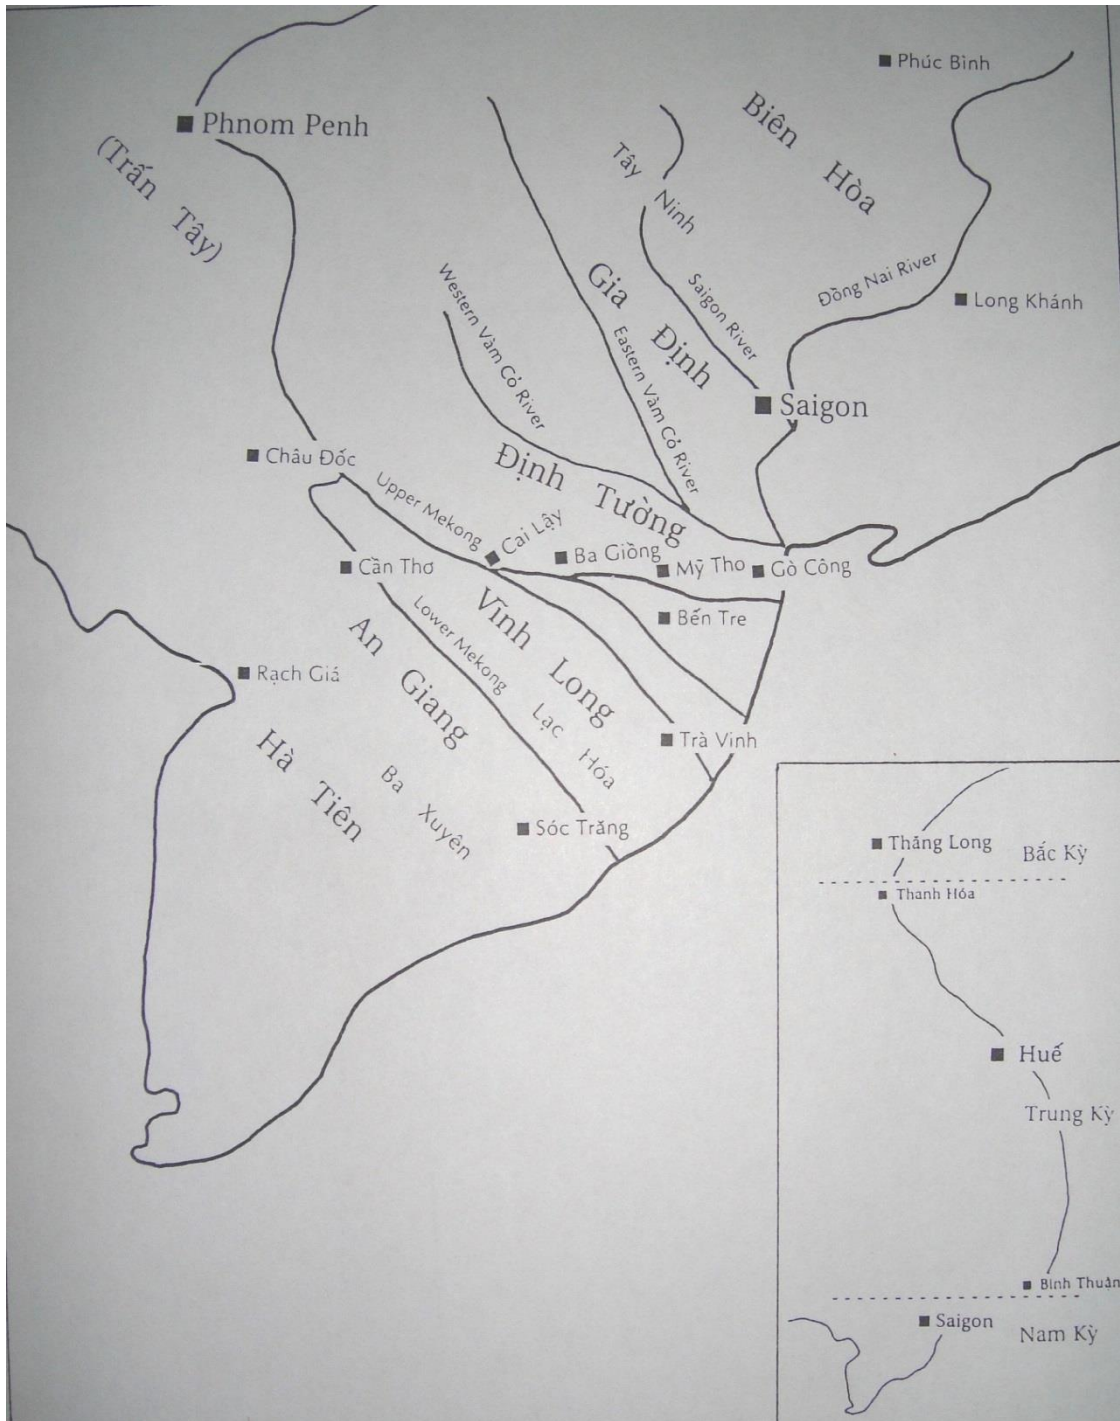 Phúc Bình
Biên Hòa
Phnom Penh
(Trấn Tây)
Tây Ninh
Gia Định
Saigon River
Đồng Nai River
Long Khánh
Western Vàm Cỏ River
Eastern Vàm Cỏ River
Saigon
Châu Đốc
Định Tường
Upper Mekong
Cai Lậy
Ba Giồng
Mỹ Tho
Gò Công
Cần Thơ
Vĩnh Long
Bến Tre
An Giang
Lower Mekong
Lạc Hóa
Rạch Giá
Trà Vinh
Hà Tiên
Ba Xuyên
Sóc Trăng
Thăng Long
Bắc Kỳ
Thanh Hóa
Huế
Trung Kỳ
Bình Thuận
Saigon
Nam Kỳ